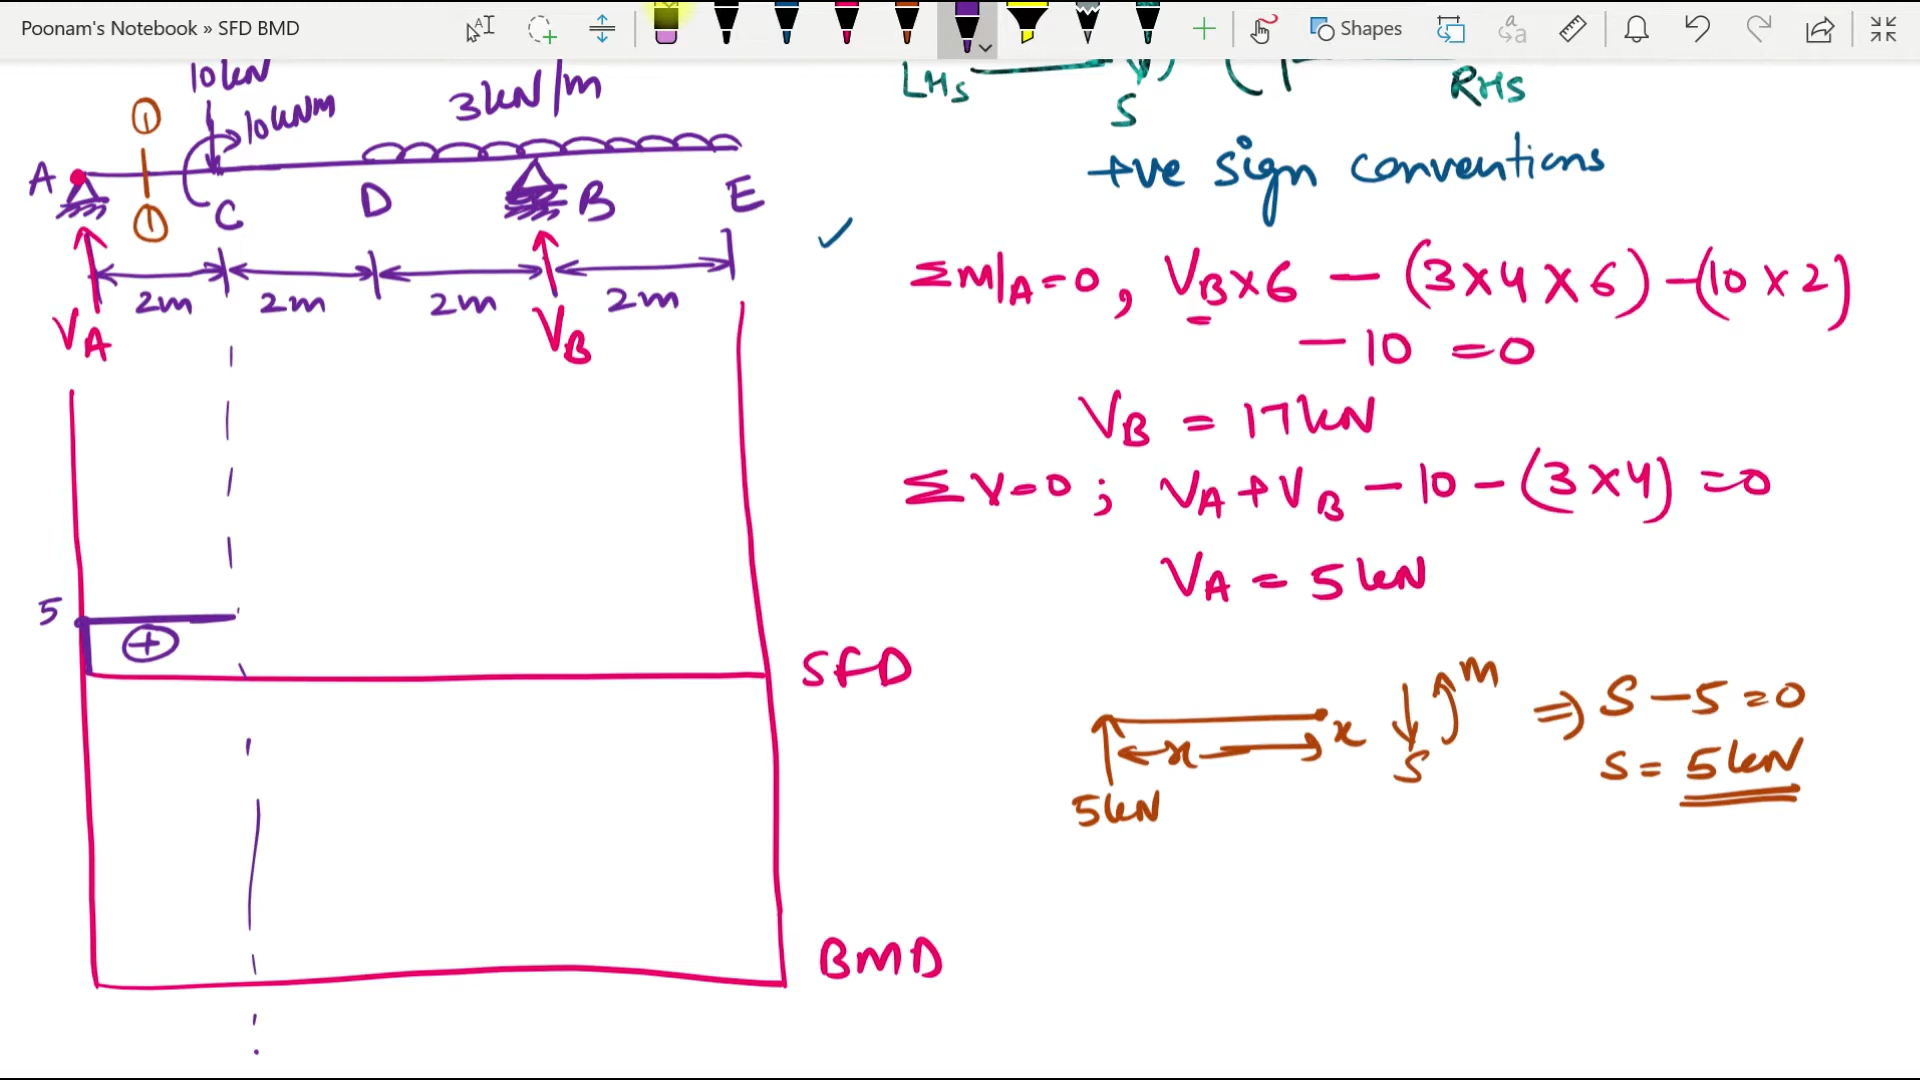 Poonam's Notebook » SFD BMD
Shapes
10kN
10kNm
3kN/m
1
A
C
D
B
E
1
2m
2m
2m
2m
VA
VB
5
+
SFD
BMD
LHS
S
RHS
+ve sign conventions
ΣM|A=0, VB×6 - (3×4×6) -(10×2)
- 10 =0
VB = 17kN
ΣV=0; VA+VB - 10 - (3×4) =0
VA = 5kN
x x S m ⇒ S-5=0
5kN
S= 5kN